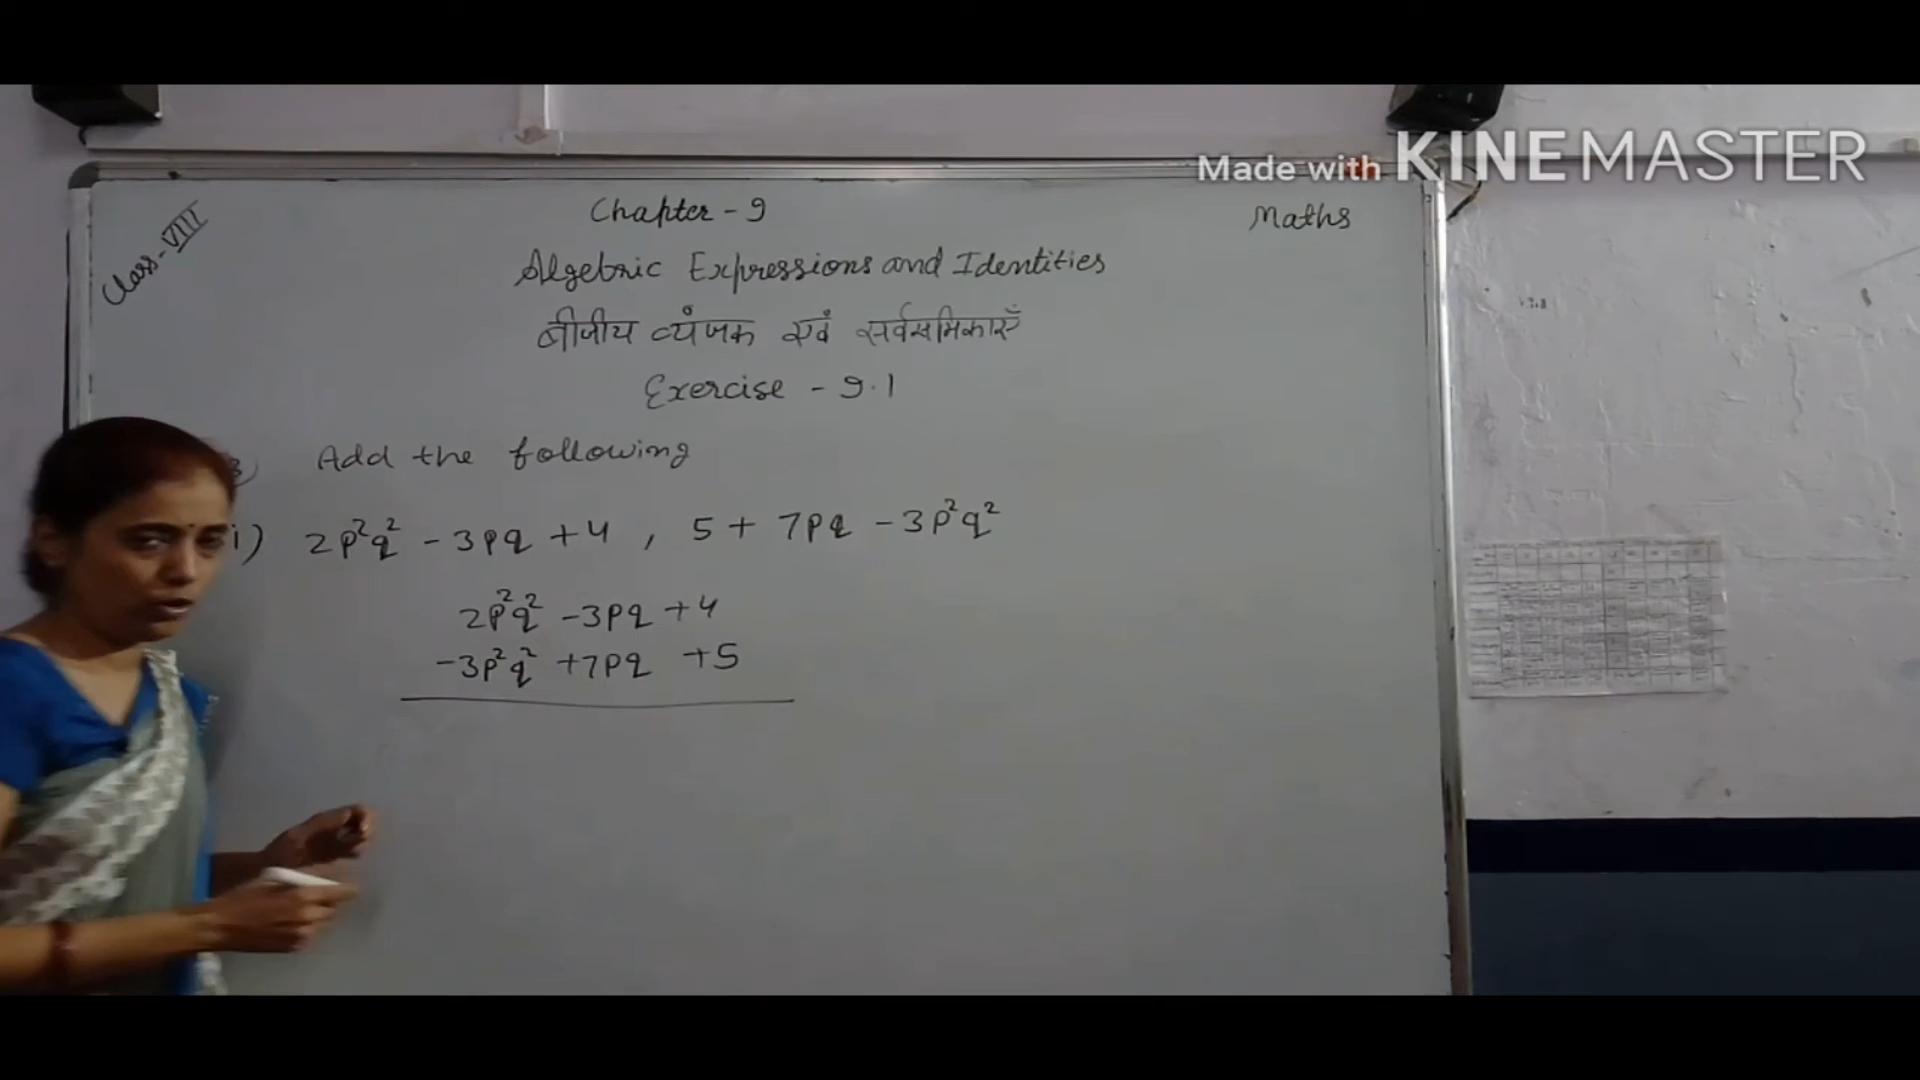 Made with KINEMASTER
Class-VIII
Chapter - 9
Maths
Algebric Expressions and Identities
बीजीय व्यंजक एवं सर्वसमिकाएँ
Exercise - 9.1
Add the following
i) 2p²q² - 3pq + 4 , 5 + 7pq - 3p²q²
2p²q² - 3pq + 4
-3p²q² + 7pq + 5